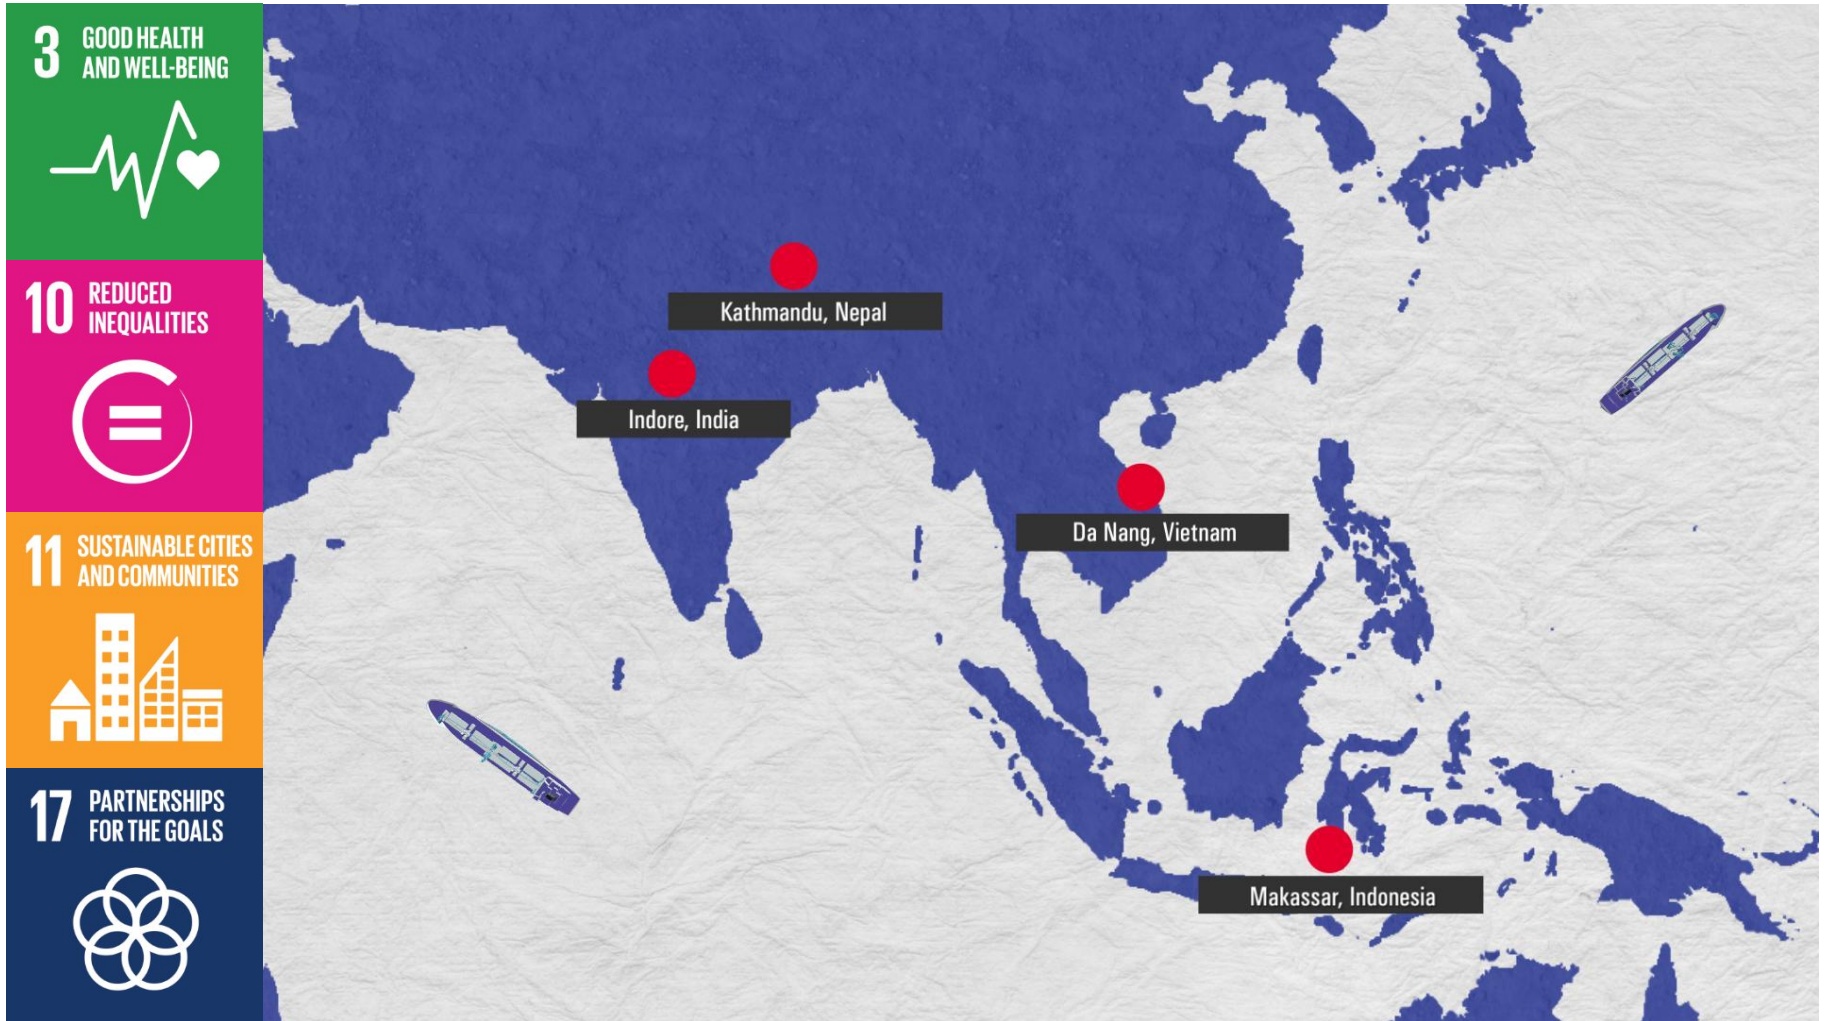 3 GOOD HEALTH
AND WELL-BEING
10 REDUCED
INEQUALITIES
11 SUSTAINABLE CITIES
AND COMMUNITIES
17 PARTNERSHIPS
FOR THE GOALS
Kathmandu, Nepal
Indore, India
Da Nang, Vietnam
Makassar, Indonesia